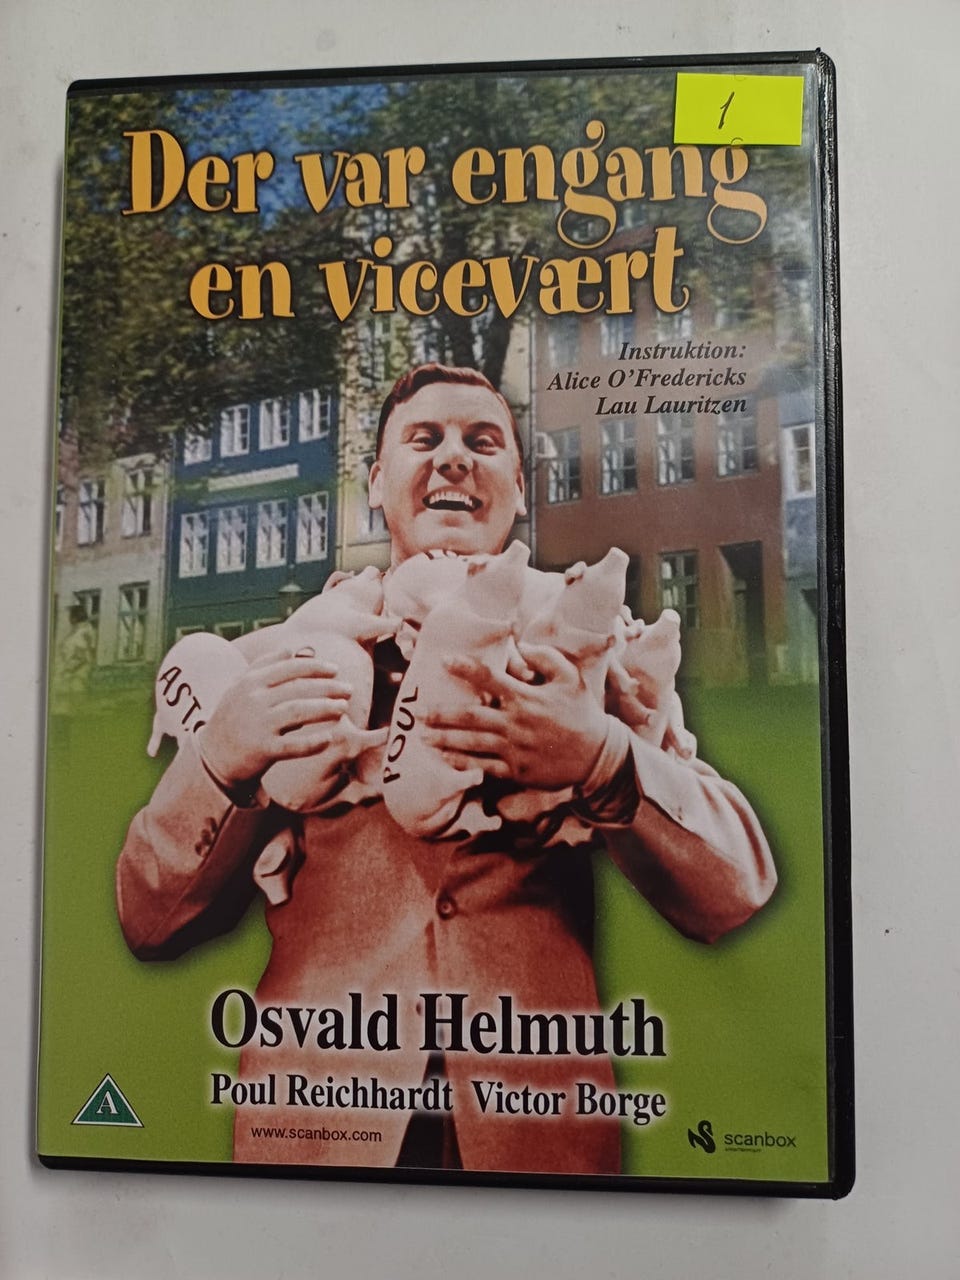 1
Der var engang
en vicevært
Instruktion:
Alice O'Fredericks
Lau Lauritzen
POUL
Osvald Helmuth
Poul Reichhardt Victor Borge
A
www.scanbox.com
scanbox